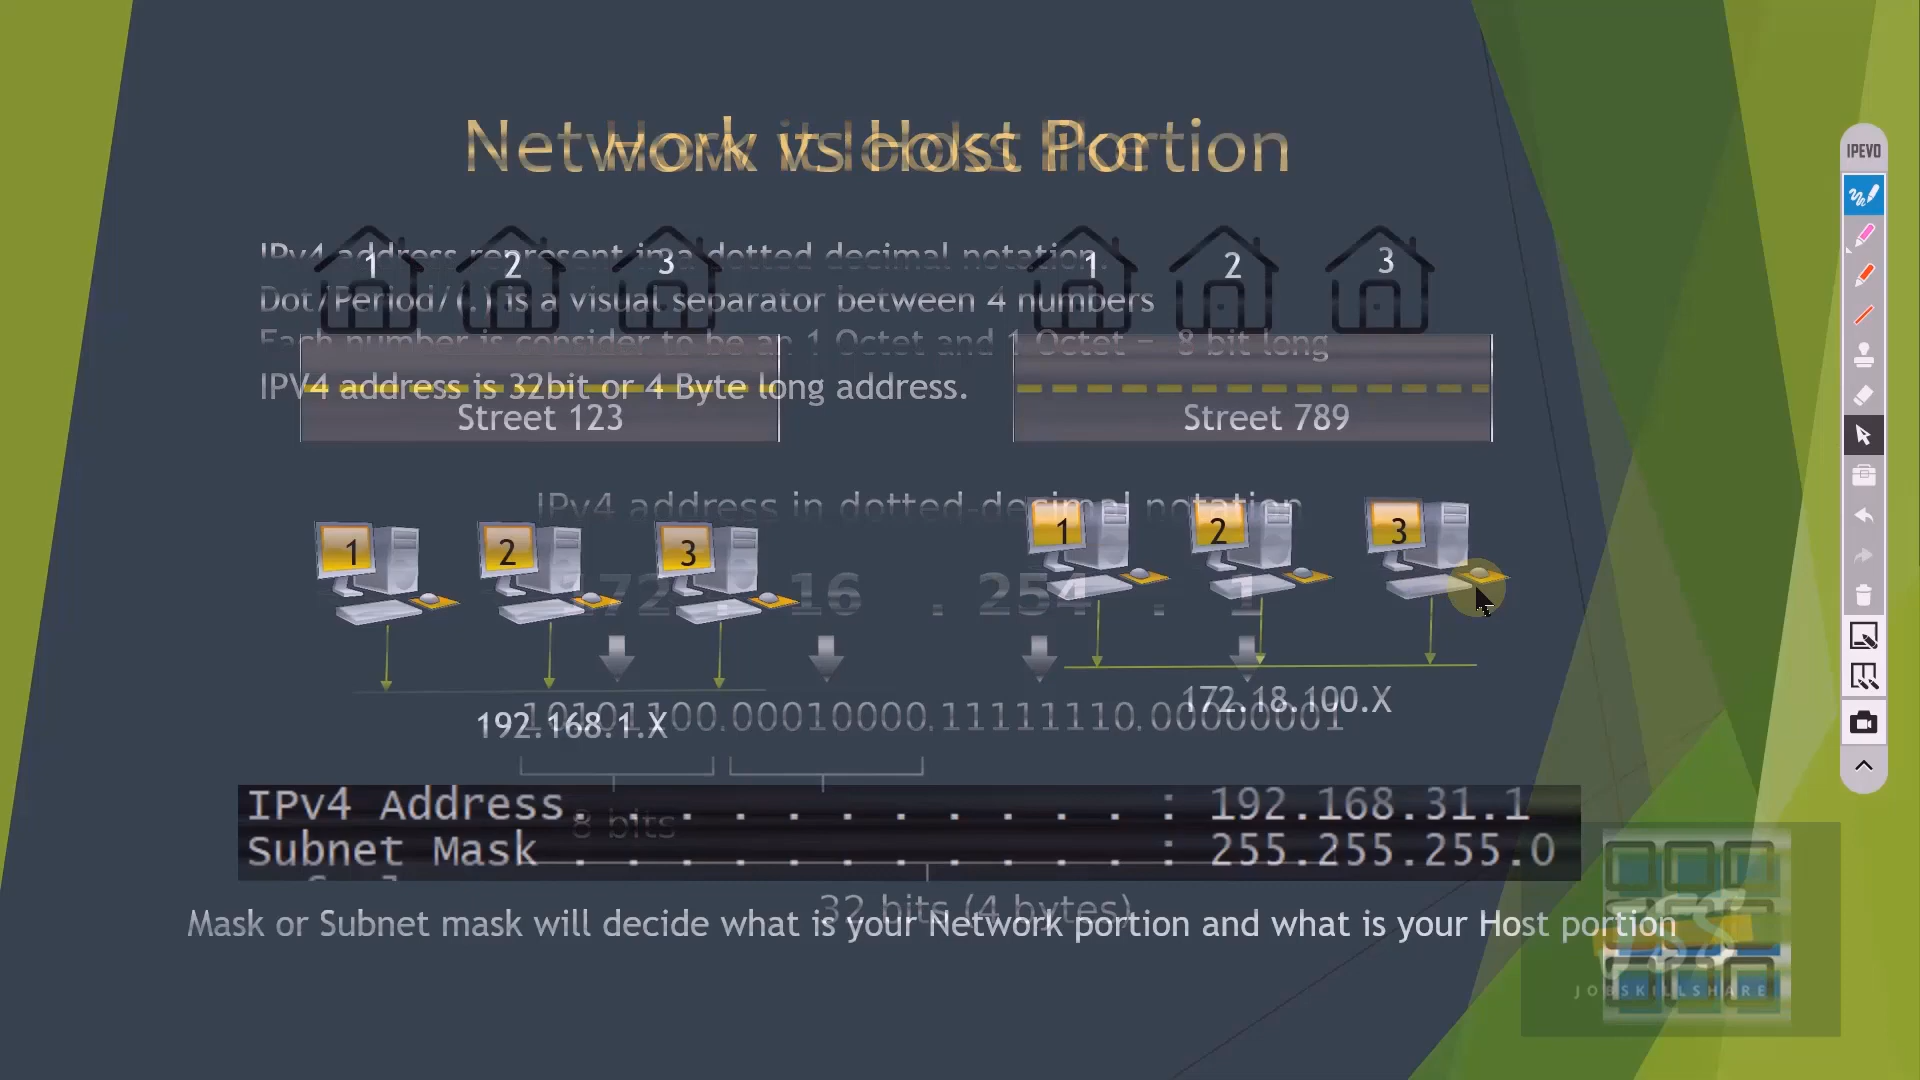 Network vs Host Portion
How it looks like
IPv4 address represent in a dotted decimal notation.
Dot/Period/(.) is a visual separator between 4 numbers
Each number is consider to be an 1 Octet and 1 Octet = 8 bit long
IPV4 address is 32bit or 4 Byte long address.
1 2 3 1 2 3
Street 123 Street 789
IPv4 address in dotted-decimal notation
1 2 3 1 2 3
172 . 16 . 254 . 1
192.168.1.X 172.18.100.X
10101100.00010000.11111110.00000001
8 bits
IPv4 Address. . . . . . . . . . . : 192.168.31.1
Subnet Mask . . . . . . . . . . . : 255.255.255.0
32 bits (4 bytes)
Mask or Subnet mask will decide what is your Network portion and what is your Host portion
JOBSKILLSHARE
IPEVO